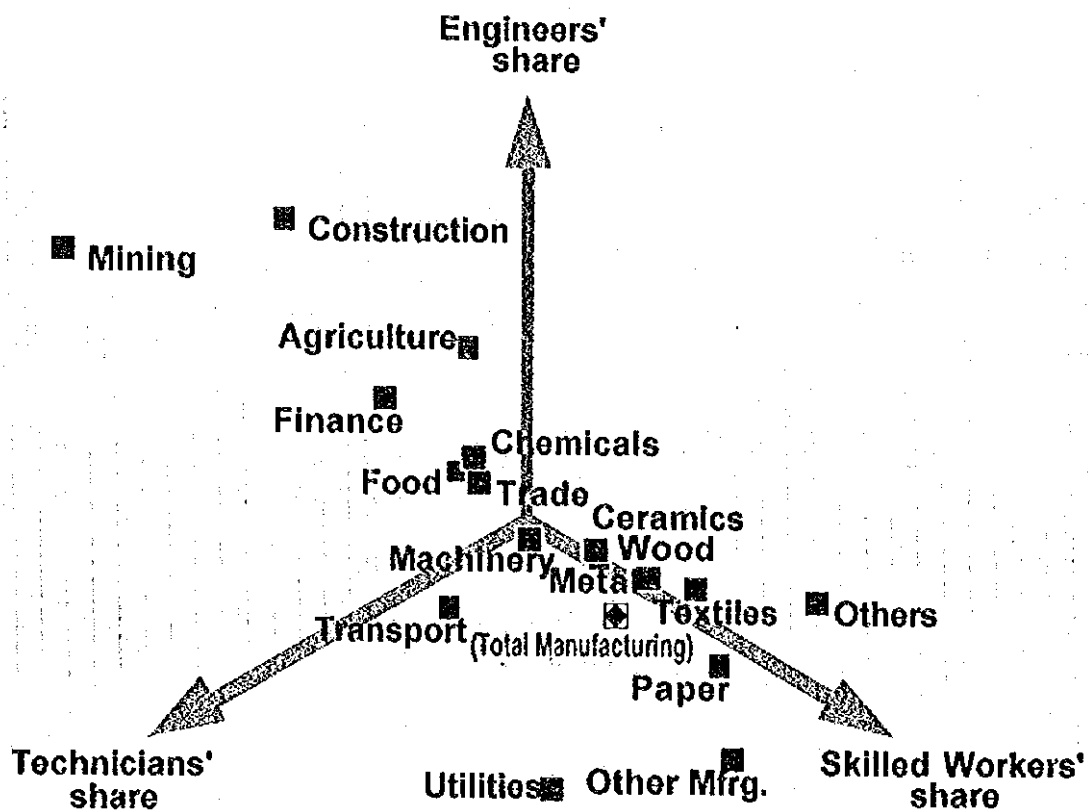 Engineers'
share
Construction
Mining
Agriculture
Finance
Chemicals
Food
Trade
Ceramics
Machinery
Wood
Metal
Textiles
Others
Transport
(Total Manufacturing)
Paper
Technicians'
share
Utilities
Other Mfrg.
Skilled Workers'
share